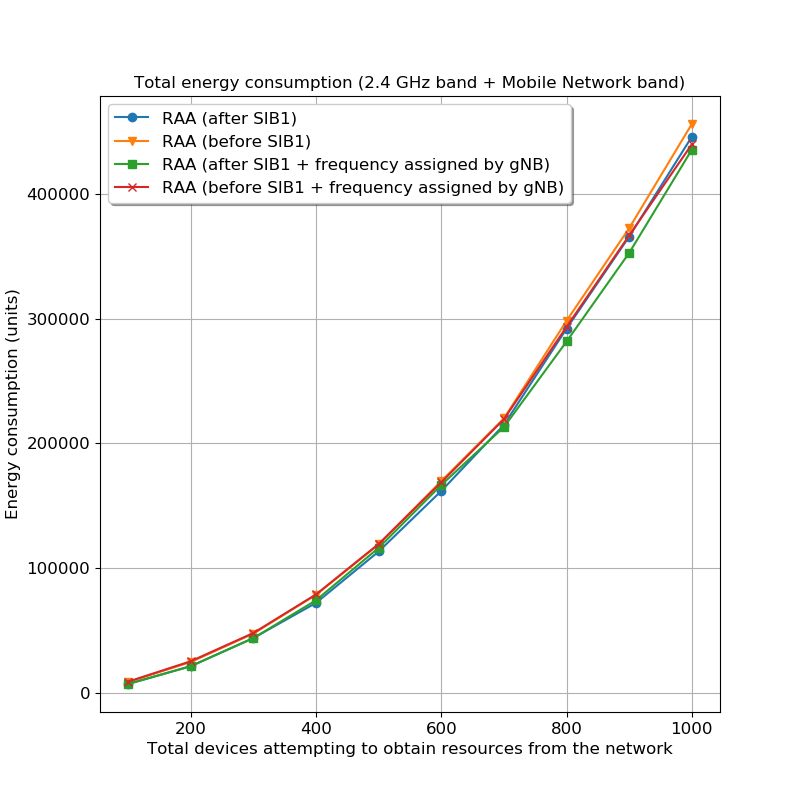 Total energy consumption (2.4 GHz band + Mobile Network band)
RAA (after SIB1)
RAA (before SIB1)
RAA (after SIB1 + frequency assigned by gNB)
RAA (before SIB1 + frequency assigned by gNB)
400000
300000
200000
100000
0
Energy consumption (units)
200 400 600 800 1000
Total devices attempting to obtain resources from the network